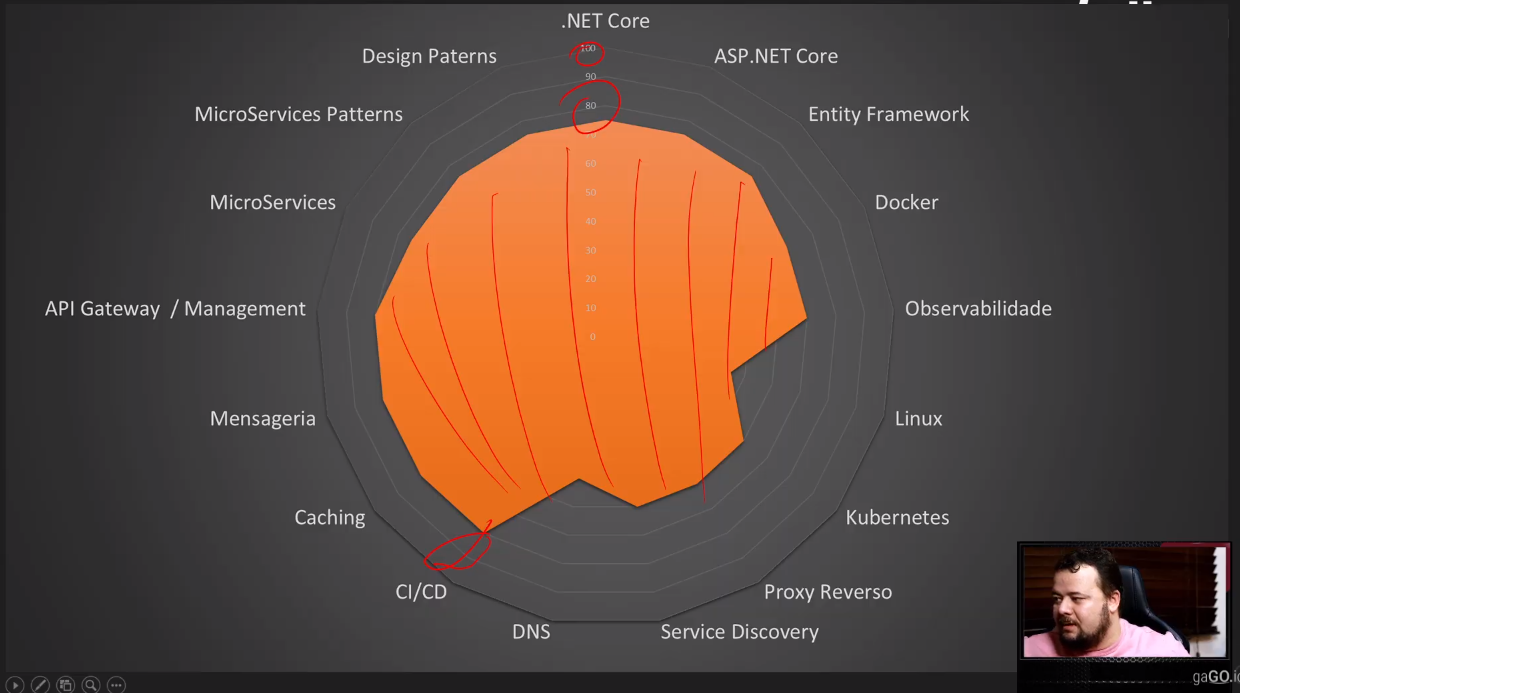 .NET Core
Design Paterns
ASP.NET Core
100
90
80
MicroServices Patterns
Entity Framework
70
60
50
40
30
20
10
0
MicroServices
Docker
API Gateway / Management
Observabilidade
Mensageria
Linux
Caching
Kubernetes
CI/CD
Proxy Reverso
DNS
Service Discovery